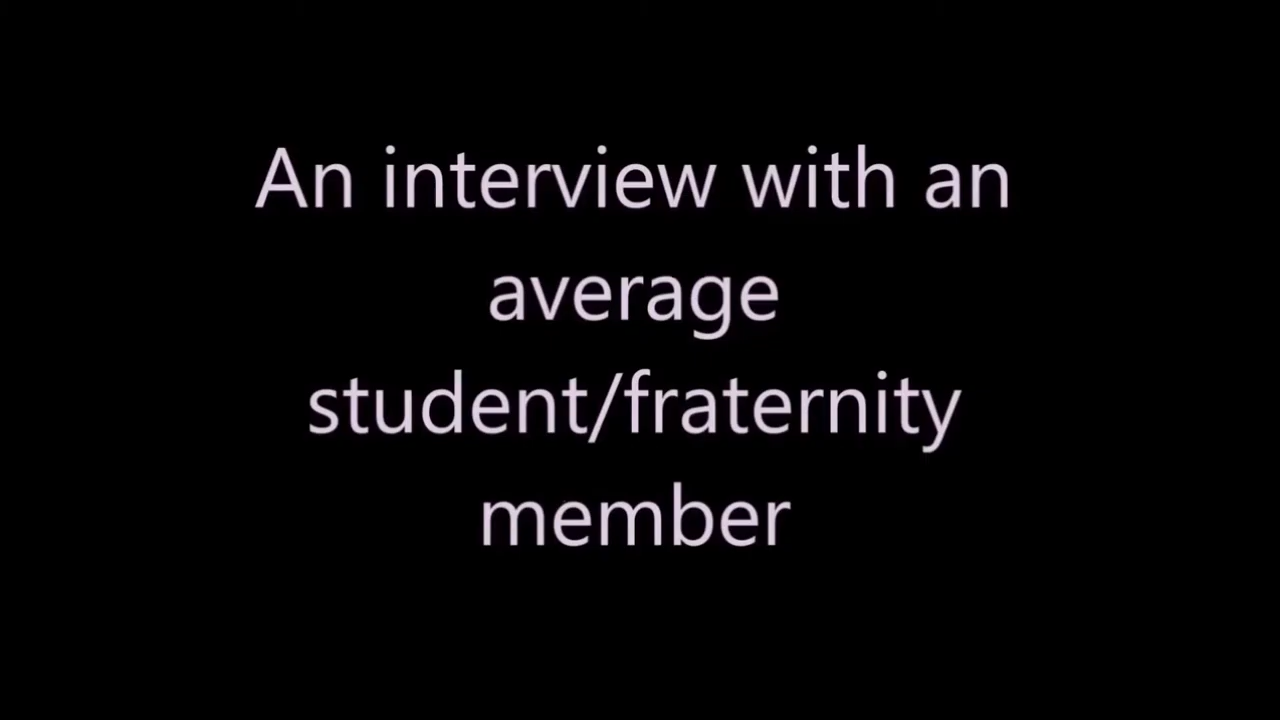 An interview with an
average
student/fraternity
member